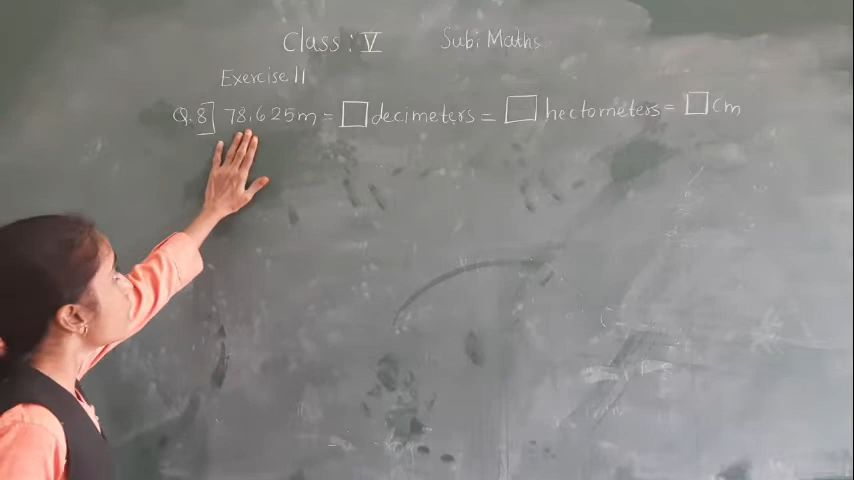 Class: V Sub: Maths
Exercise 11
Q.8] 78.625m = □ decimeters = □ hectometers = □ cm